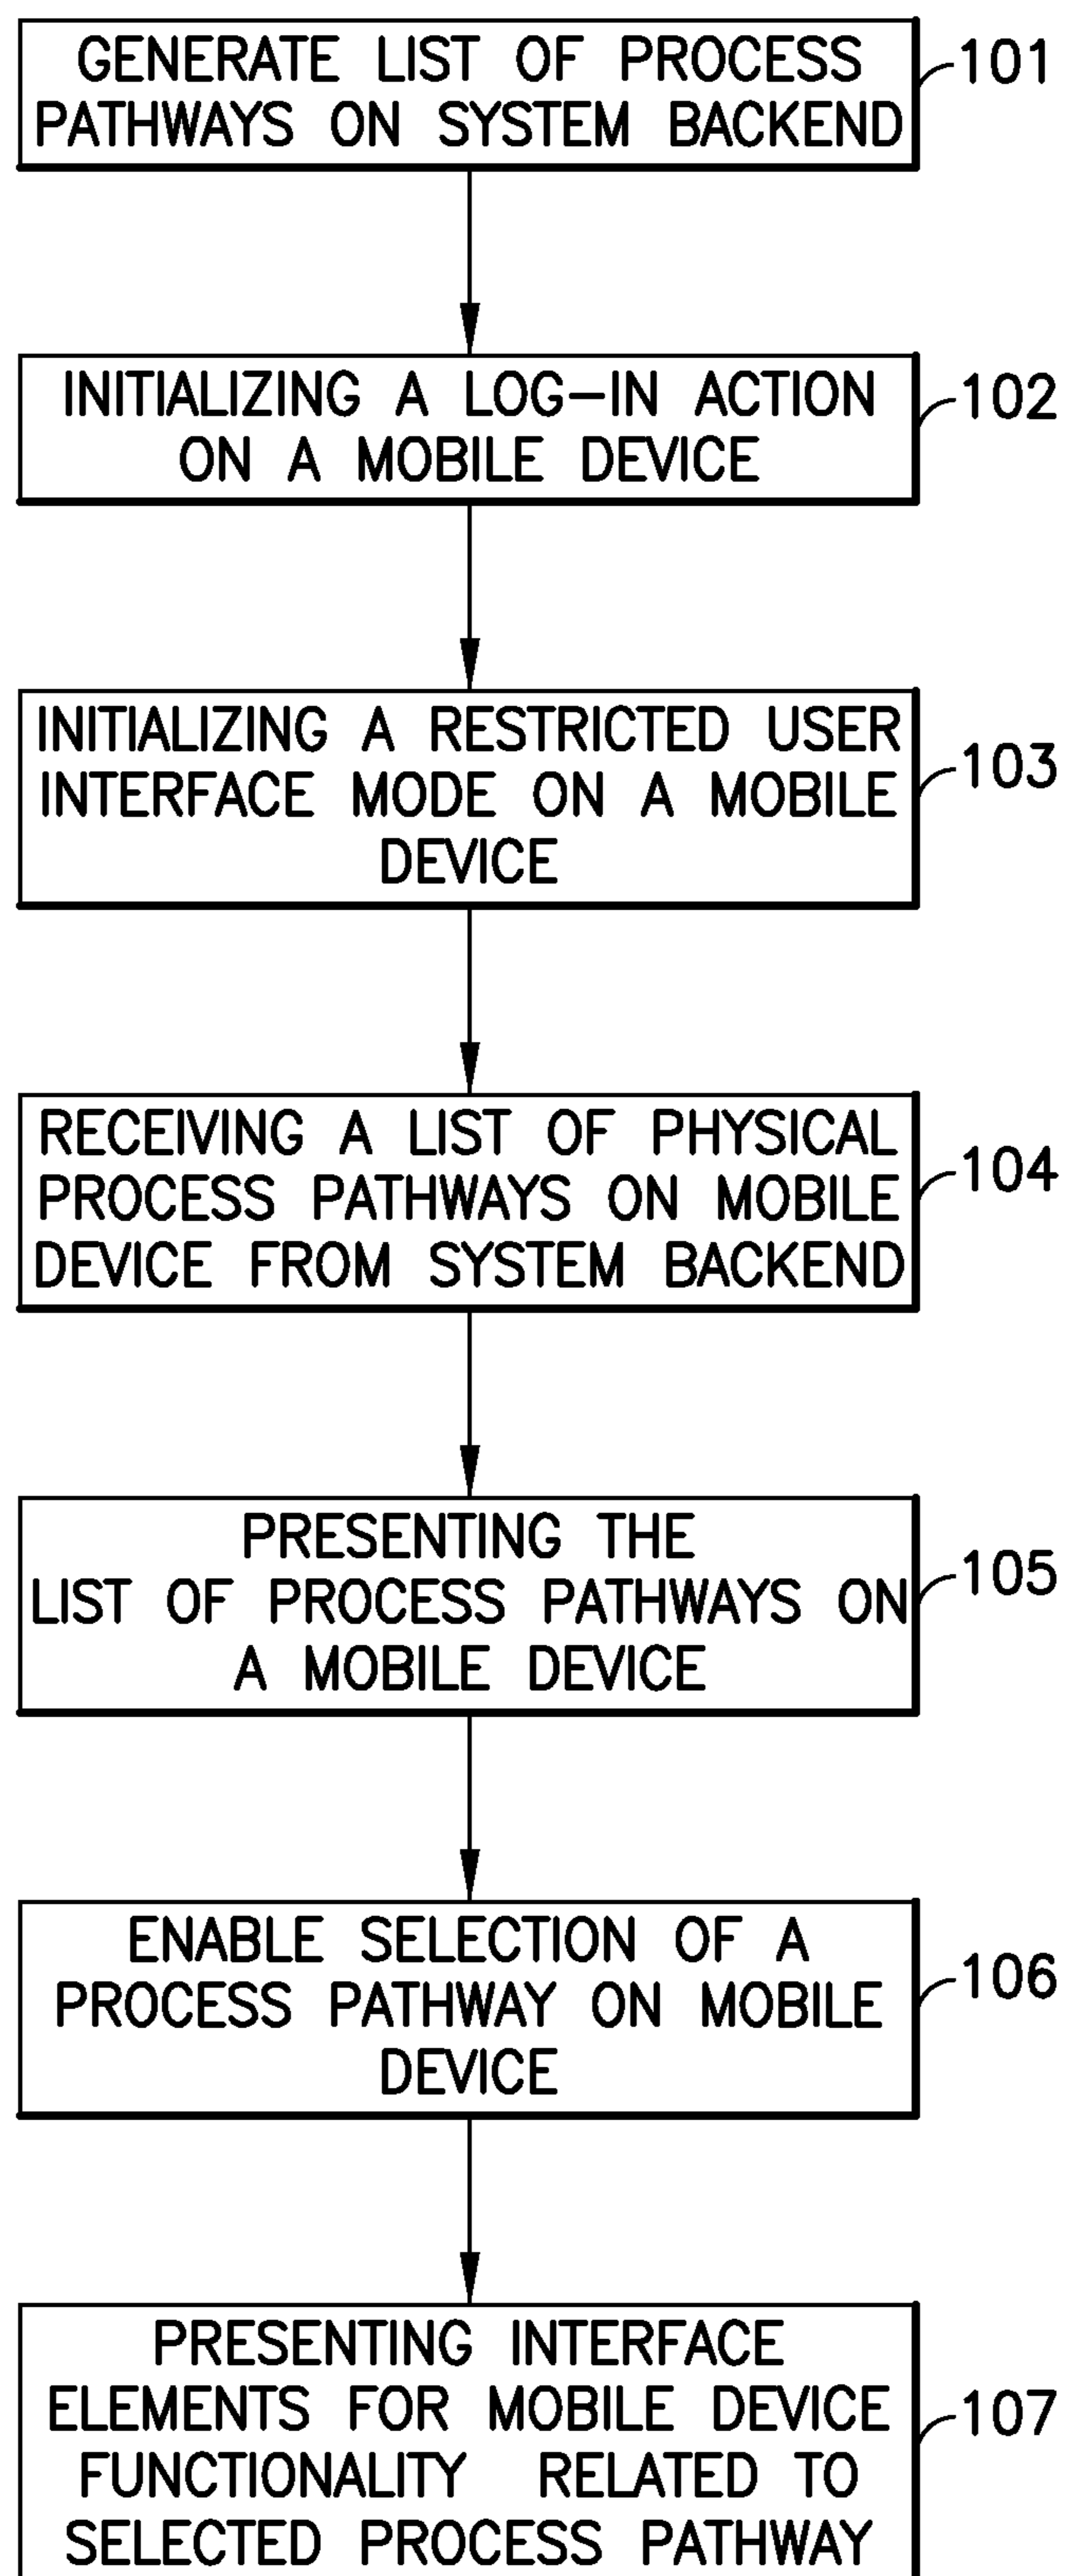 GENERATE LIST OF PROCESS
PATHWAYS ON SYSTEM BACKEND
101
INITIALIZING A LOG-IN ACTION
ON A MOBILE DEVICE
102
INITIALIZING A RESTRICTED USER
INTERFACE MODE ON A MOBILE
DEVICE
103
RECEIVING A LIST OF PHYSICAL
PROCESS PATHWAYS ON MOBILE
DEVICE FROM SYSTEM BACKEND
104
PRESENTING THE
LIST OF PROCESS PATHWAYS ON
A MOBILE DEVICE
105
ENABLE SELECTION OF A
PROCESS PATHWAY ON MOBILE
DEVICE
106
PRESENTING INTERFACE
ELEMENTS FOR MOBILE DEVICE
FUNCTIONALITY RELATED TO
SELECTED PROCESS PATHWAY
107